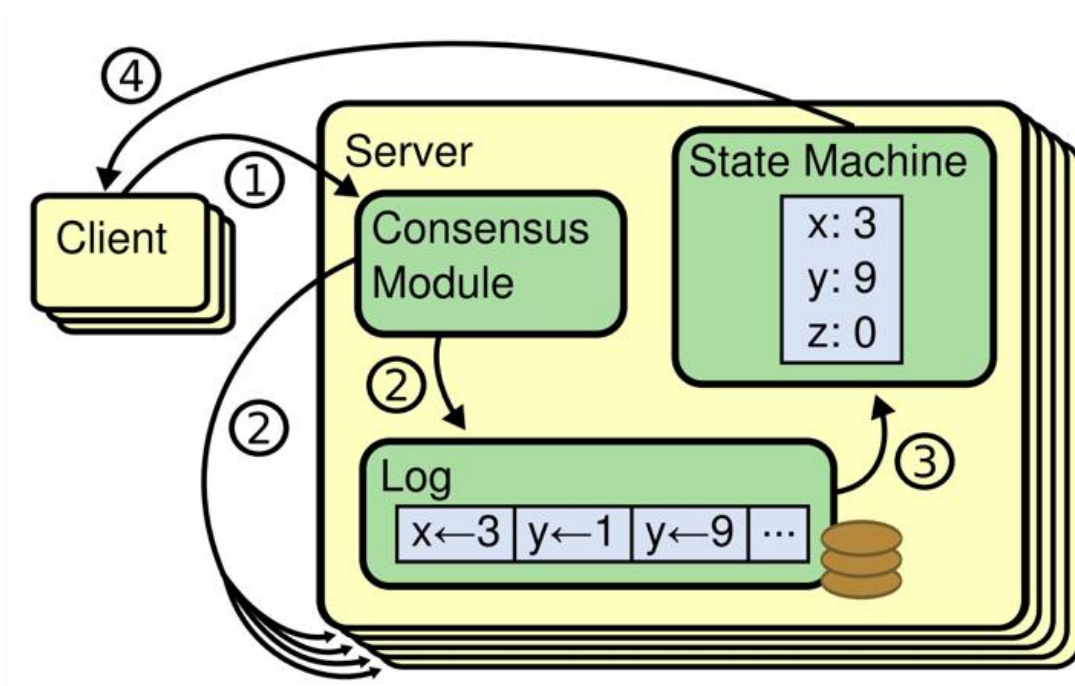 ④
①
Server
State Machine
Client
Consensus
Module
x: 3
y: 9
z: 0
②
②
③
Log
x←3 y←1 y←9 ...